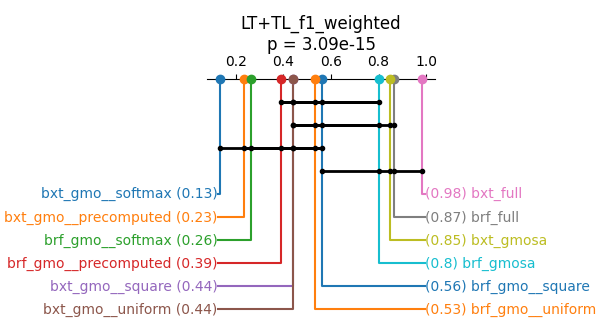 LT+TL_f1_weighted
p = 3.09e-15
0.2 0.4 0.6 0.8 1.0
bxt_gmo__softmax (0.13) (0.98) bxt_full
bxt_gmo__precomputed (0.23) (0.87) brf_full
brf_gmo__softmax (0.26) (0.85) bxt_gmosa
brf_gmo__precomputed (0.39) (0.8) brf_gmosa
bxt_gmo__square (0.44) (0.56) brf_gmo__square
bxt_gmo__uniform (0.44) (0.53) brf_gmo__uniform